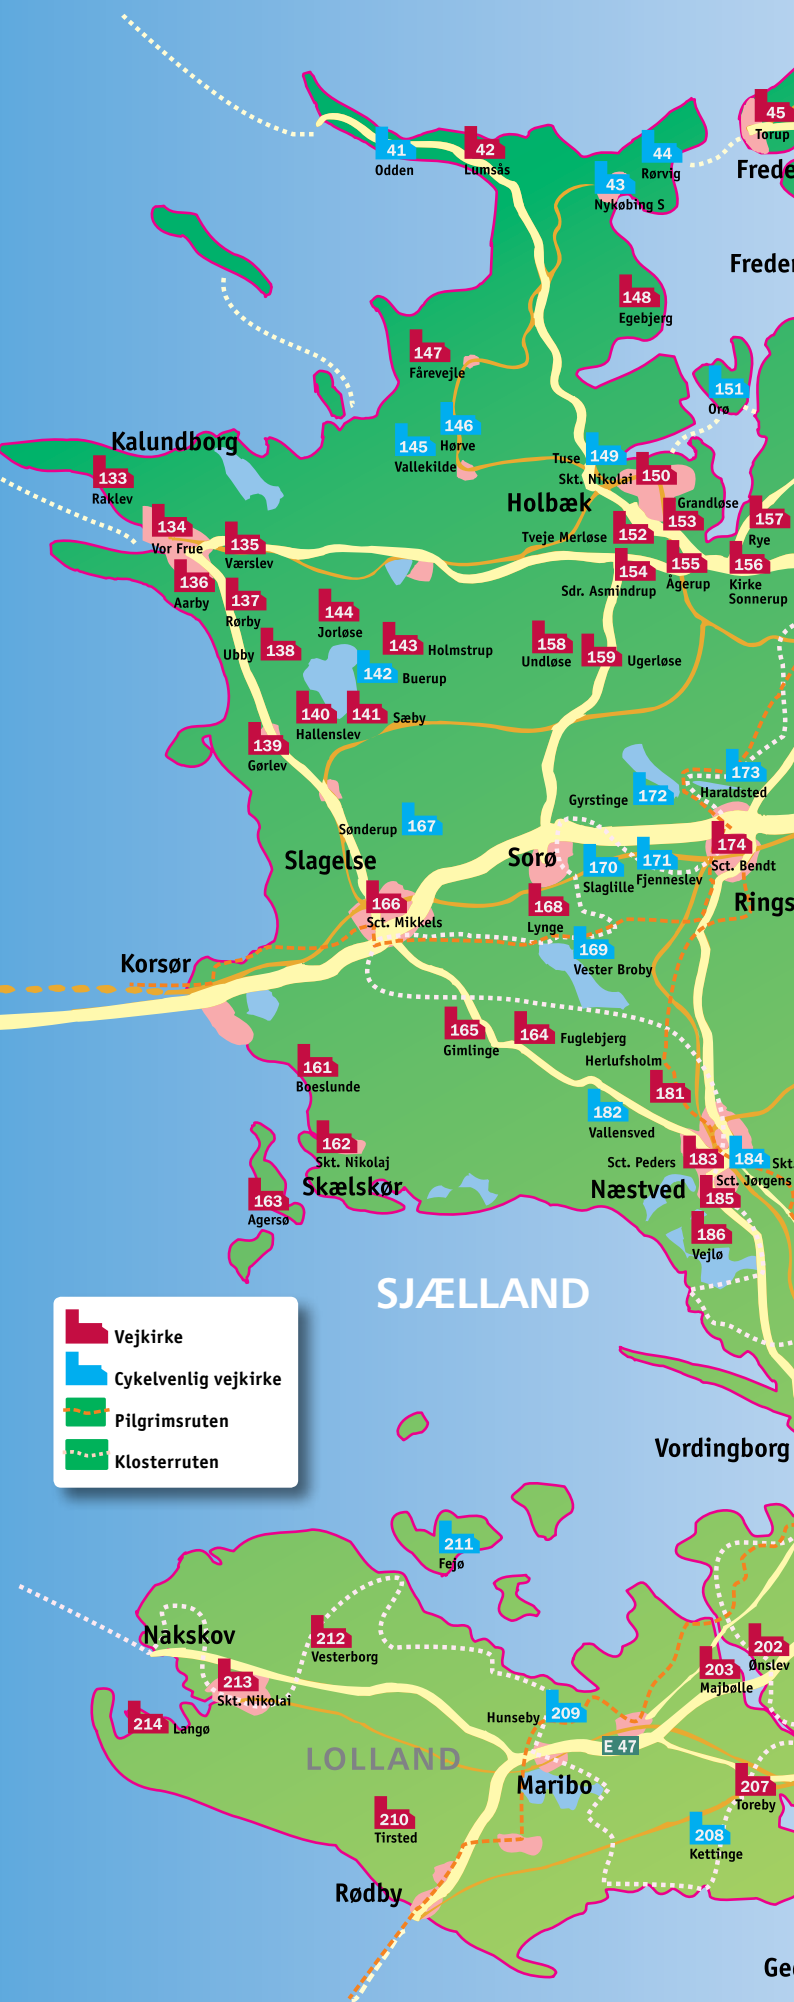 45
Torup
42
Lumsås
41
Odden
44
Rørvig
43
Nykøbing S
Frede
Freder
148
Egebjerg
147
Fårevejle
151
Orø
146
Hørve
145
Vallekilde
Kalundborg
133
Raklev
Tuse
149
Skt. Nikolai
150
Holbæk
Grandløse
153
157
Rye
134
Vor Frue
135
Værslev
Tveje Merløse
152
136
Aarby
137
Rørby
154
Sdr. Asmindrup
155
Ågerup
156
Kirke
Sonnerup
144
Jorløse
143
Holmstrup
Ubby
138
158
Undløse
159
Ugerløse
142
Buerup
140
Hallenslev
141
Sæby
139
Gørlev
173
Haraldsted
Gyrstinge
172
Sønderup
167
Slagelse
Sorø
170
Slaglille
171
Fjenneslev
174
Sct. Bendt
166
Sct. Mikkels
168
Lynge
Rings
169
Vester Broby
Korsør
165
Gimlinge
164
Fuglebjerg
161
Boeslunde
Herlufsholm
181
182
Vallensved
162
Skt. Nikolaj
Skælskør
163
Agersø
Sct. Peders
183
184
Skt.
Sct. Jørgens
185
Næstved
186
Vejlø
SJÆLLAND
Vejkirke
Cykelvenlig vejkirke
Pilgrimsruten
Klosterruten
Vordingborg
211
Fejø
Nakskov
212
Vesterborg
202
Ønslev
203
Majbølle
213
Skt. Nikolai
214
Langø
Hunseby
209
E 47
LOLLAND
Maribo
207
Toreby
210
Tirsted
208
Kettinge
Rødby
Ge